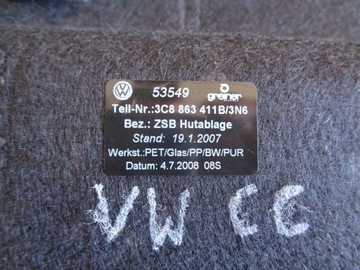 53549 greiner
Teil-Nr.:3C8 863 411B/3N6
Bez.: ZSB Hutablage
Stand: 19.1.2007
Werkst.:PET/Glas/PP/BW/PUR
Datum: 4.7.2008 08S
VW CC